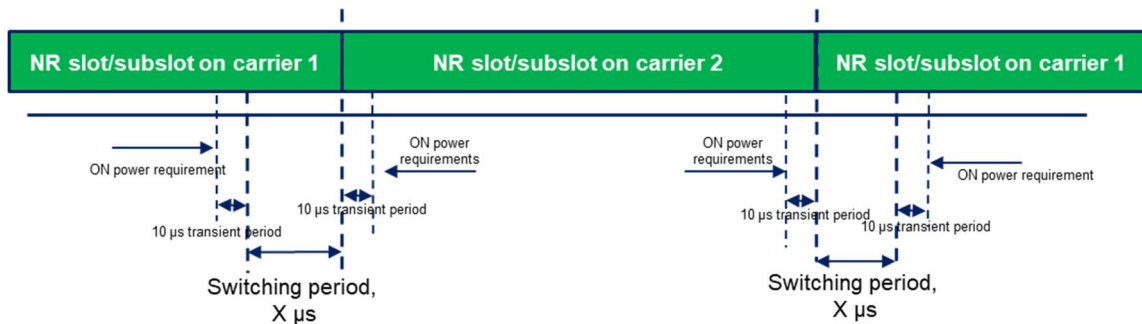 NR slot/subslot on carrier 1
NR slot/subslot on carrier 2
NR slot/subslot on carrier 1
ON power requirement
ON power
requirements
ON power
requirements
ON power requirement
10 µs transient period
10 µs transient period
10 µs transient period
10 µs transient period
Switching period,
X µs
Switching period,
X µs